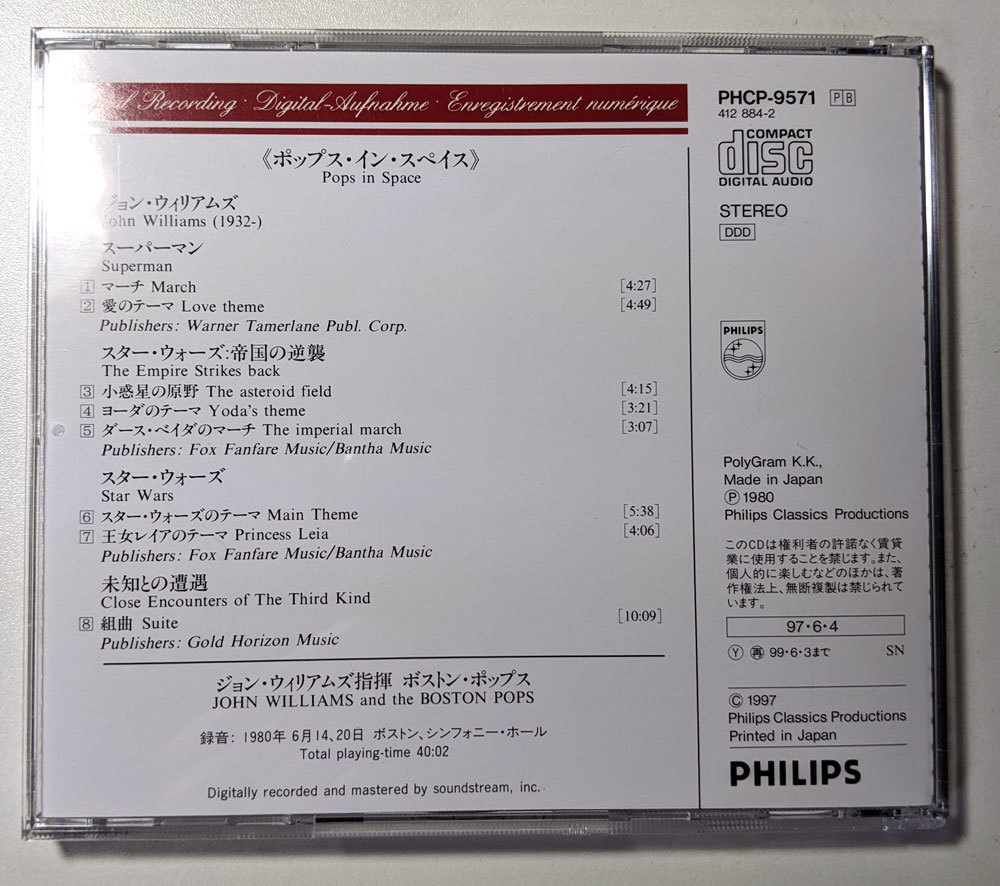 Recording · Digital-Aufnahme · Enregistrement numérique
《ポップス・イン・スペイス》
Pops in Space
ジョン・ウィリアムズ
John Williams (1932-)
スーパーマン
Superman
1 マーチ March [4:27]
2 愛のテーマ Love theme [4:49]
Publishers: Warner Tamerlane Publ. Corp.
スター・ウォーズ:帝国の逆襲
The Empire Strikes back
3 小惑星の原野 The asteroid field [4:15]
4 ヨーダのテーマ Yoda's theme [3:21]
5 ダース・ベイダのマーチ The imperial march [3:07]
Publishers: Fox Fanfare Music/Bantha Music
スター・ウォーズ
Star Wars
6 スター・ウォーズのテーマ Main Theme [5:38]
7 王女レイアのテーマ Princess Leia [4:06]
Publishers: Fox Fanfare Music/Bantha Music
未知との遭遇
Close Encounters of The Third Kind
8 組曲 Suite [10:09]
Publishers: Gold Horizon Music
ジョン・ウィリアムズ指揮 ボストン・ポップス
JOHN WILLIAMS and the BOSTON POPS
録音: 1980年 6月14、20日 ボストン、シンフォニー・ホール
Total playing-time 40:02
Digitally recorded and mastered by soundstream, inc.
PHCP-9571 PB
412 884-2
COMPACT
disc
DIGITAL AUDIO
STEREO
DDD
PHILIPS
PolyGram K.K.,
Made in Japan
Ⓟ 1980
Philips Classics Productions
このCDは権利者の許諾なく賃貸
業に使用することを禁じます。また、
個人的に楽しむなどのほかは、著
作権法上、無断複製は禁じられて
います。
97・6・4
Ⓨ ㊢ 99・6・3まで SN
© 1997
Philips Classics Productions
Printed in Japan
PHILIPS